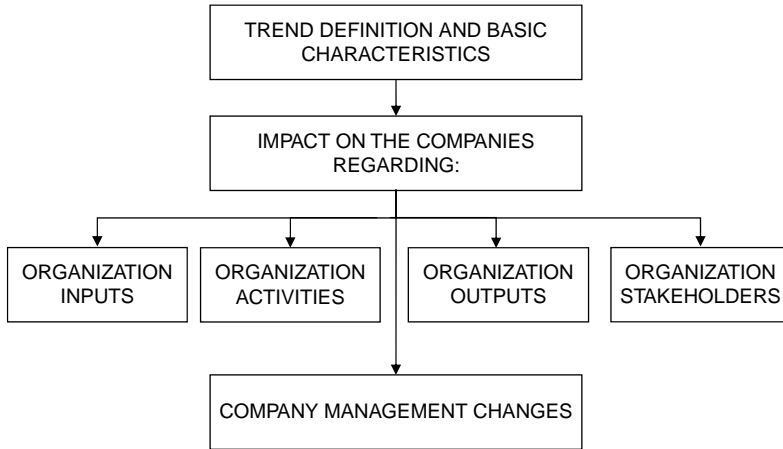 TREND DEFINITION AND BASIC
CHARACTERISTICS
IMPACT ON THE COMPANIES
REGARDING:
ORGANIZATION
INPUTS
ORGANIZATION
ACTIVITIES
ORGANIZATION
OUTPUTS
ORGANIZATION
STAKEHOLDERS
COMPANY MANAGEMENT CHANGES